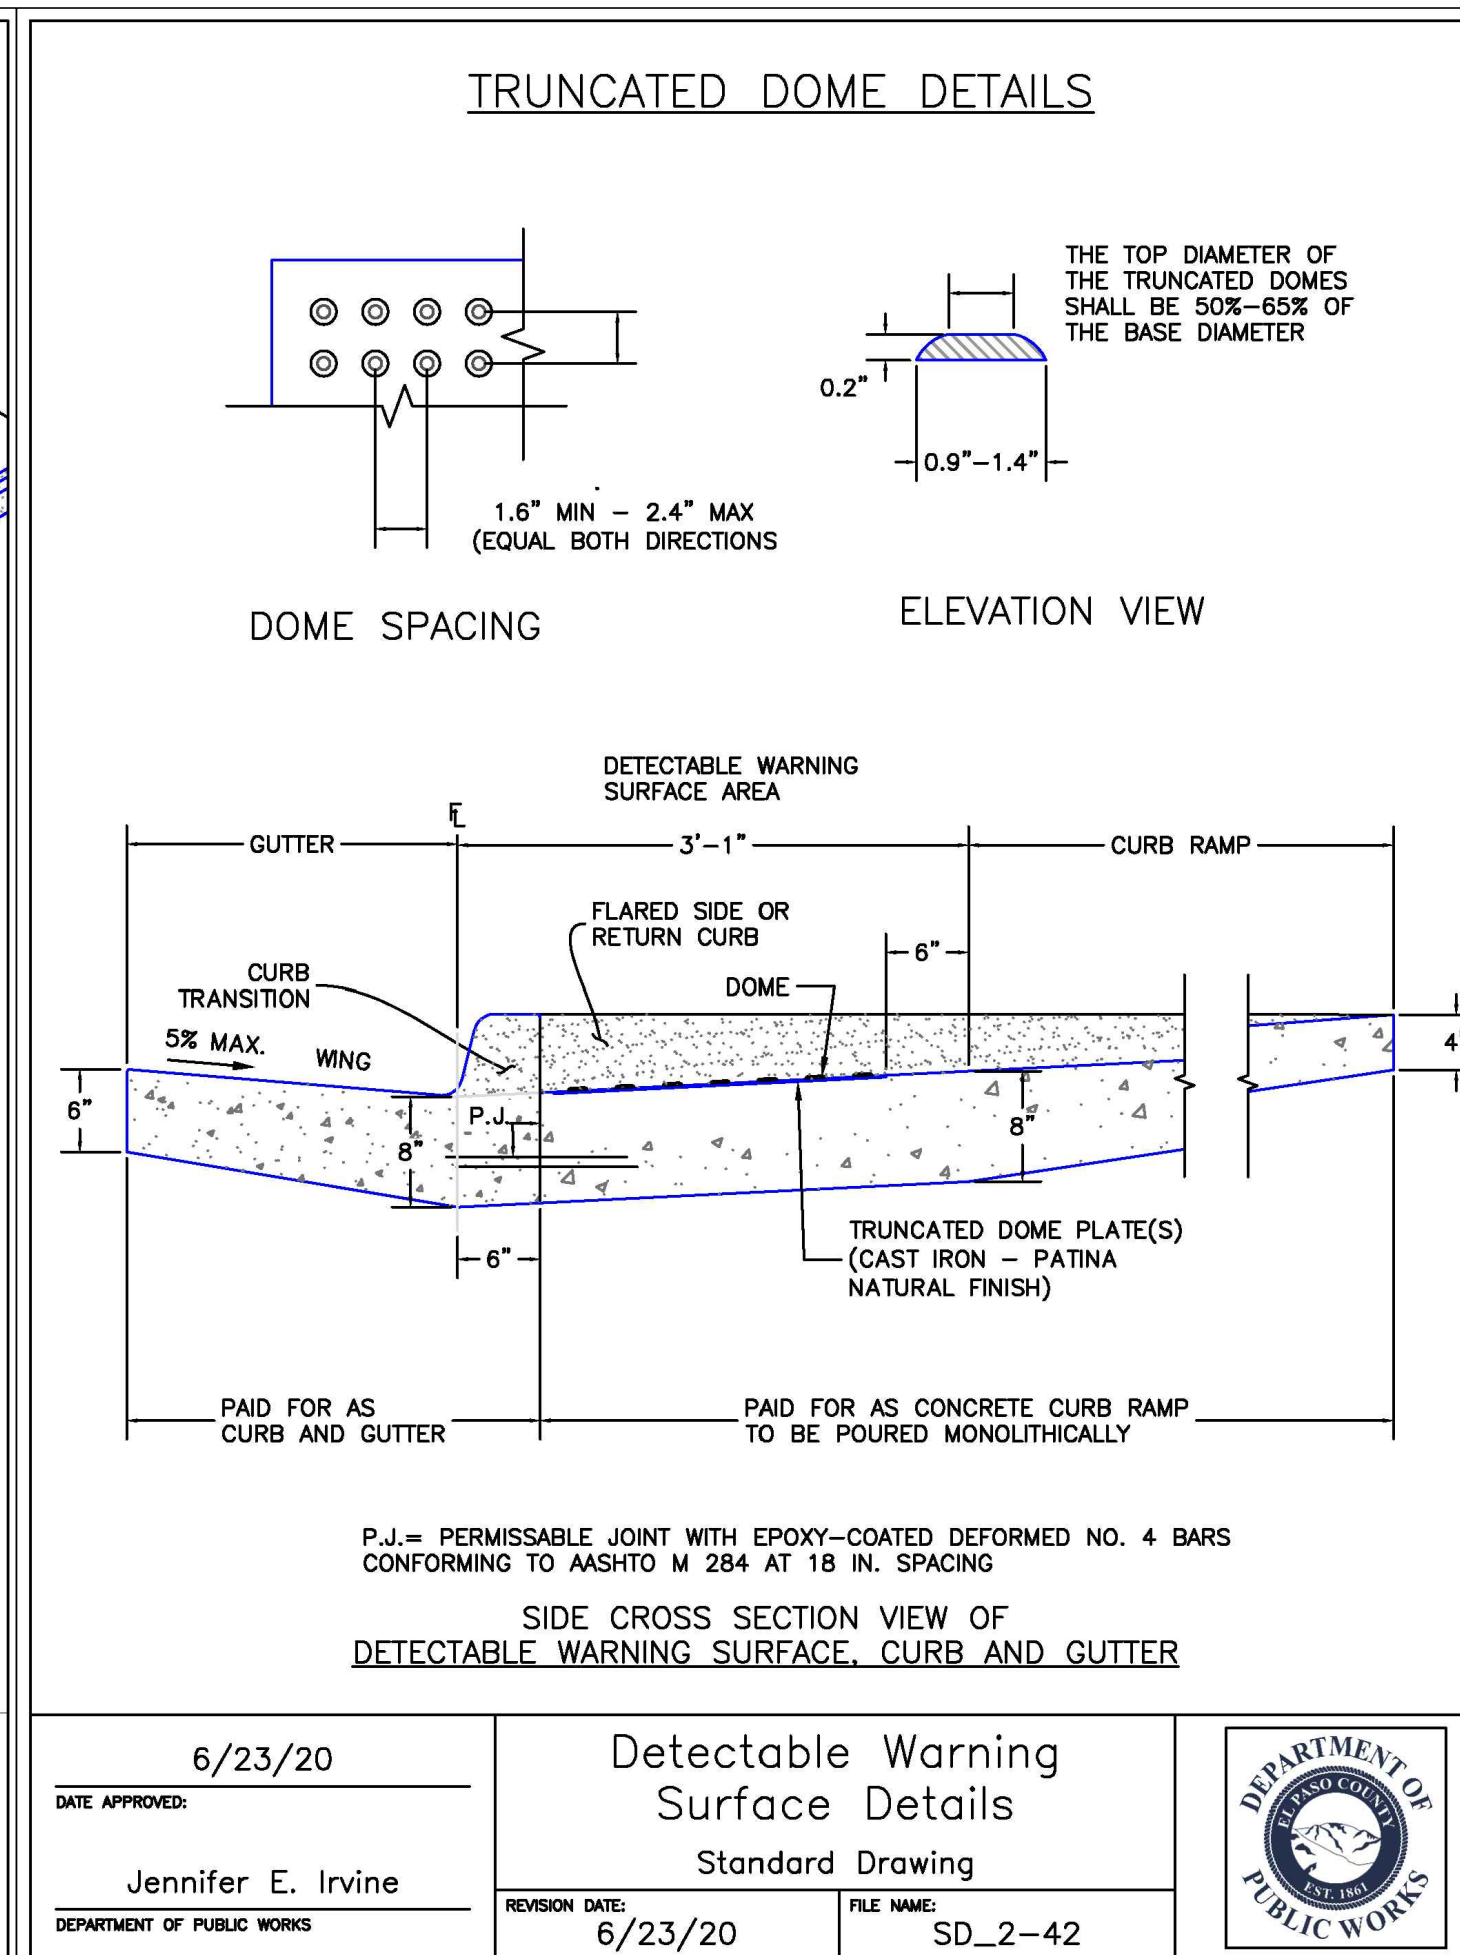 TRUNCATED DOME DETAILS
THE TOP DIAMETER OF
THE TRUNCATED DOMES
SHALL BE 50%-65% OF
THE BASE DIAMETER
0.2"
0.9"-1.4"
1.6" MIN - 2.4" MAX
(EQUAL BOTH DIRECTIONS
DOME SPACING
ELEVATION VIEW
DETECTABLE WARNING
SURFACE AREA
FL
GUTTER
3'-1"
CURB RAMP
FLARED SIDE OR
RETURN CURB
6"
CURB
TRANSITION
DOME
5% MAX.
WING
4"
6"
P.J.
8"
8"
TRUNCATED DOME PLATE(S)
(CAST IRON - PATINA
NATURAL FINISH)
6"
PAID FOR AS
CURB AND GUTTER
PAID FOR AS CONCRETE CURB RAMP
TO BE POURED MONOLITHICALLY
P.J.= PERMISSABLE JOINT WITH EPOXY-COATED DEFORMED NO. 4 BARS
CONFORMING TO AASHTO M 284 AT 18 IN. SPACING
SIDE CROSS SECTION VIEW OF
DETECTABLE WARNING SURFACE, CURB AND GUTTER
6/23/20
DATE APPROVED:
Jennifer E. Irvine
DEPARTMENT OF PUBLIC WORKS
Detectable Warning
Surface Details
Standard Drawing
REVISION DATE:
6/23/20
FILE NAME:
SD_2-42
DEPARTMENT OF
EL PASO COUNTY
EST. 1861
PUBLIC WORKS